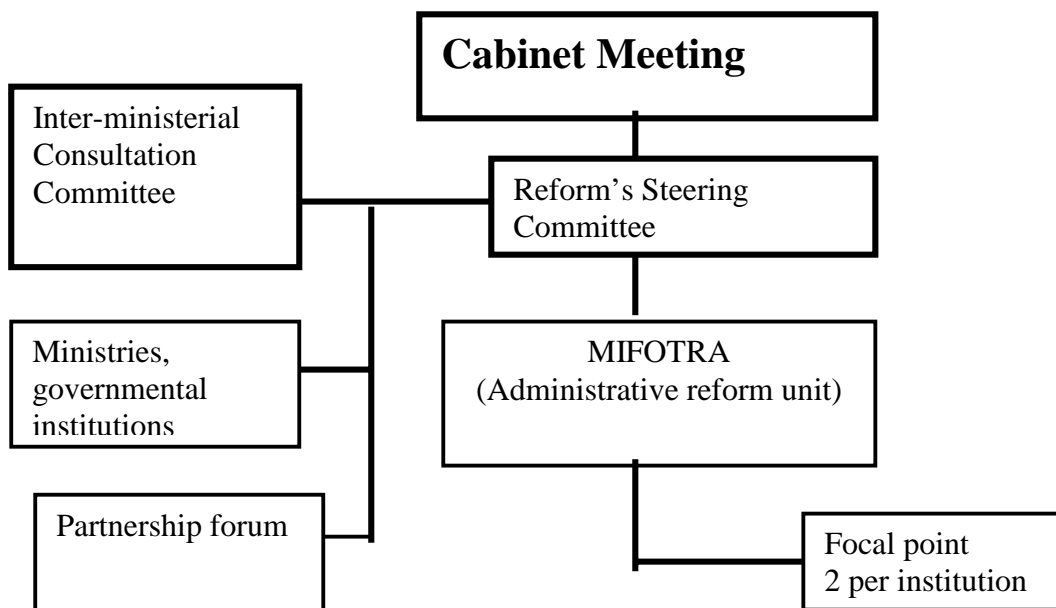 Cabinet Meeting
Inter-ministerial
Consultation
Committee
Reform’s Steering
Committee
Ministries,
governmental
institutions
MIFOTRA
(Administrative reform unit)
Partnership forum
Focal point
2 per institution